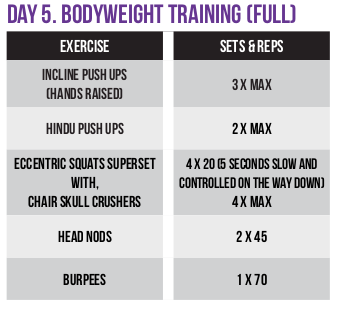 DAY 5. BODYWEIGHT TRAINING (FULL)
EXERCISE
SETS & REPS
INCLINE PUSH UPS
(HANDS RAISED)
3 X MAX
HINDU PUSH UPS
2 X MAX
ECCENTRIC SQUATS SUPERSET
WITH,
CHAIR SKULL CRUSHERS
4 X 20 (5 SECONDS SLOW AND
CONTROLLED ON THE WAY DOWN)
4 X MAX
HEAD NODS
2 X 45
BURPEES
1 X 70